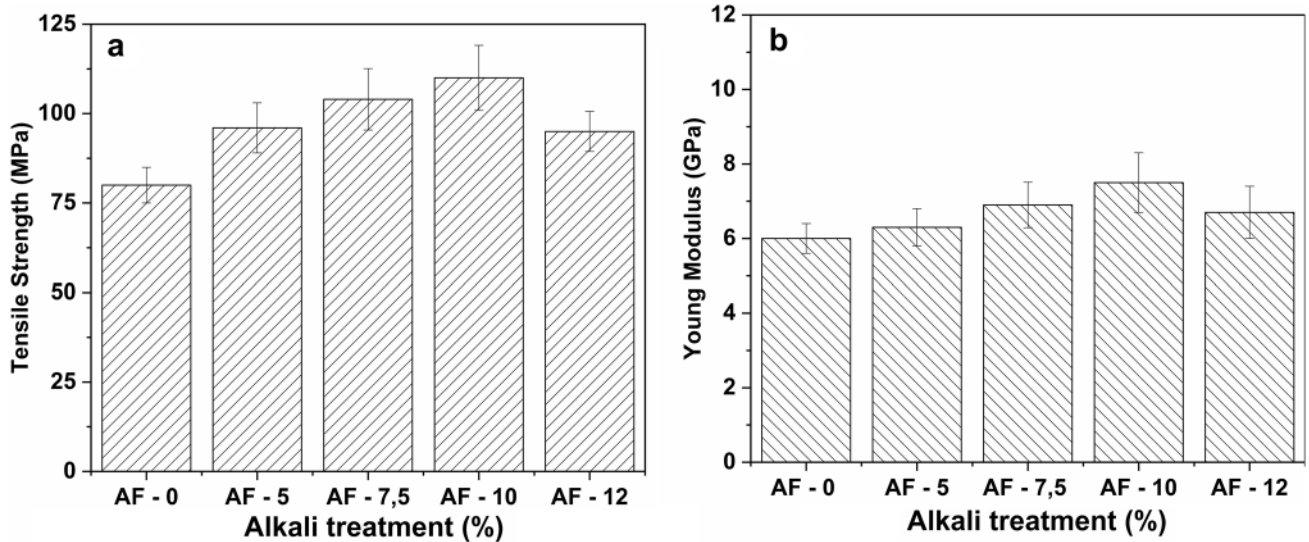 a
Tensile Strength (MPa)
125
100
75
50
25
0
AF - 0
AF - 5
AF - 7,5
AF - 10
AF - 12
Alkali treatment (%)
b
Young Modulus (GPa)
12
10
8
6
4
2
0
AF - 0
AF - 5
AF - 7,5
AF - 10
AF - 12
Alkali treatment (%)